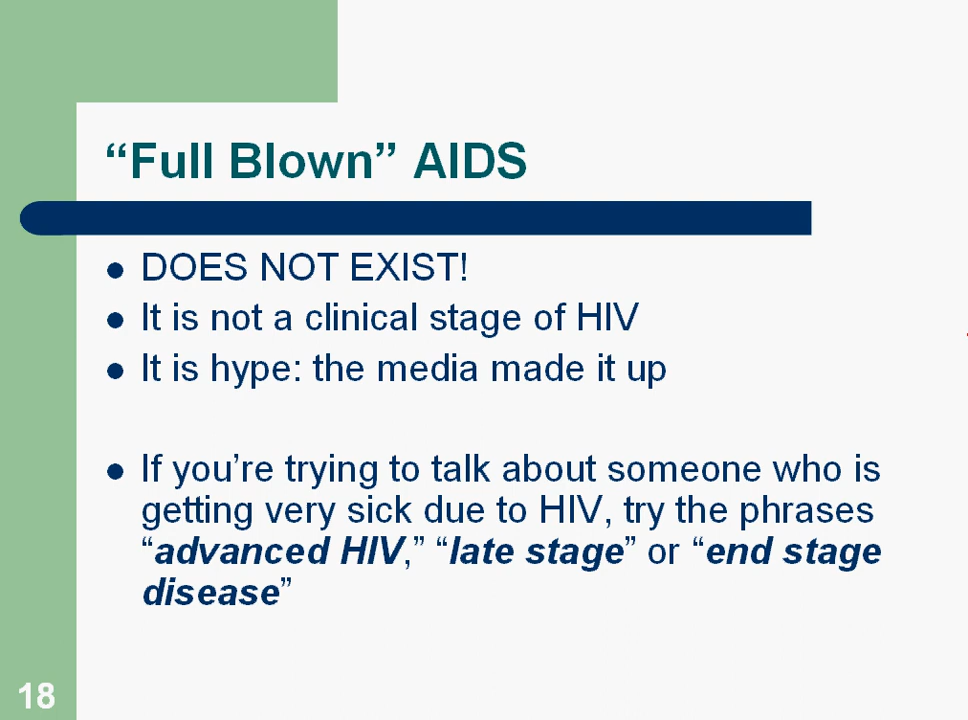 “Full Blown” AIDS
DOES NOT EXIST!
It is not a clinical stage of HIV
It is hype: the media made it up
If you’re trying to talk about someone who is
getting very sick due to HIV, try the phrases
“advanced HIV,” “late stage” or “end stage
disease”
18